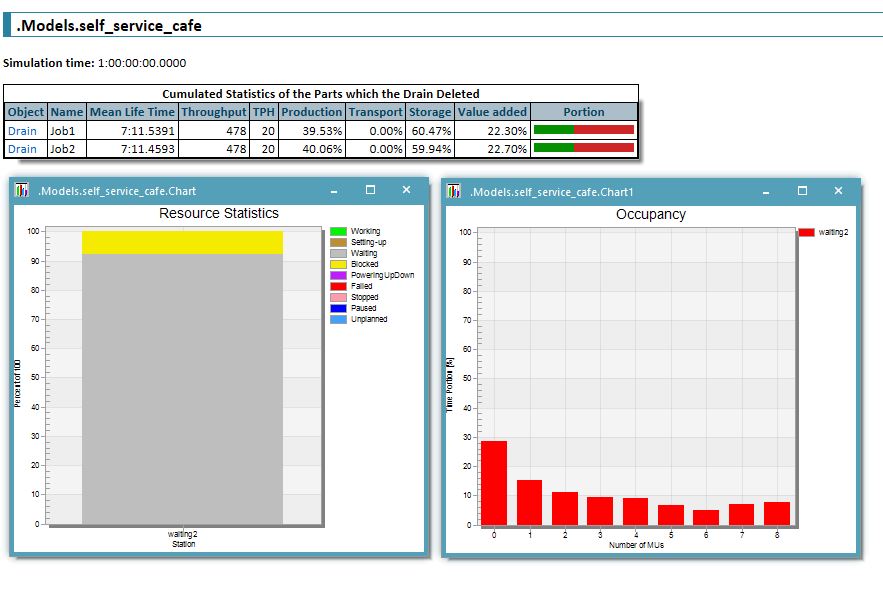 .Models.self_service_cafe
Simulation time: 1:00:00:00.0000
Cumulated Statistics of the Parts which the Drain Deleted
Object Name Mean Life Time Throughput TPH Production Transport Storage Value added Portion
Drain Job1 7:11.5391 478 20 39.53% 0.00% 60.47% 22.30%
Drain Job2 7:11.4593 478 20 40.06% 0.00% 59.94% 22.70%
.Models.self_service_cafe.Chart
Resource Statistics
100
90
80
70
60
50
40
30
20
10
0
Percent of 100
waiting2
Station
Working
Setting-up
Waiting
Blocked
PoweringUpDown
Failed
Stopped
Paused
Unplanned
.Models.self_service_cafe.Chart1
Occupancy
100
90
80
70
60
50
40
30
20
10
0
Time Portion [%]
0 1 2 3 4 5 6 7 8
Number of MUs
waiting2